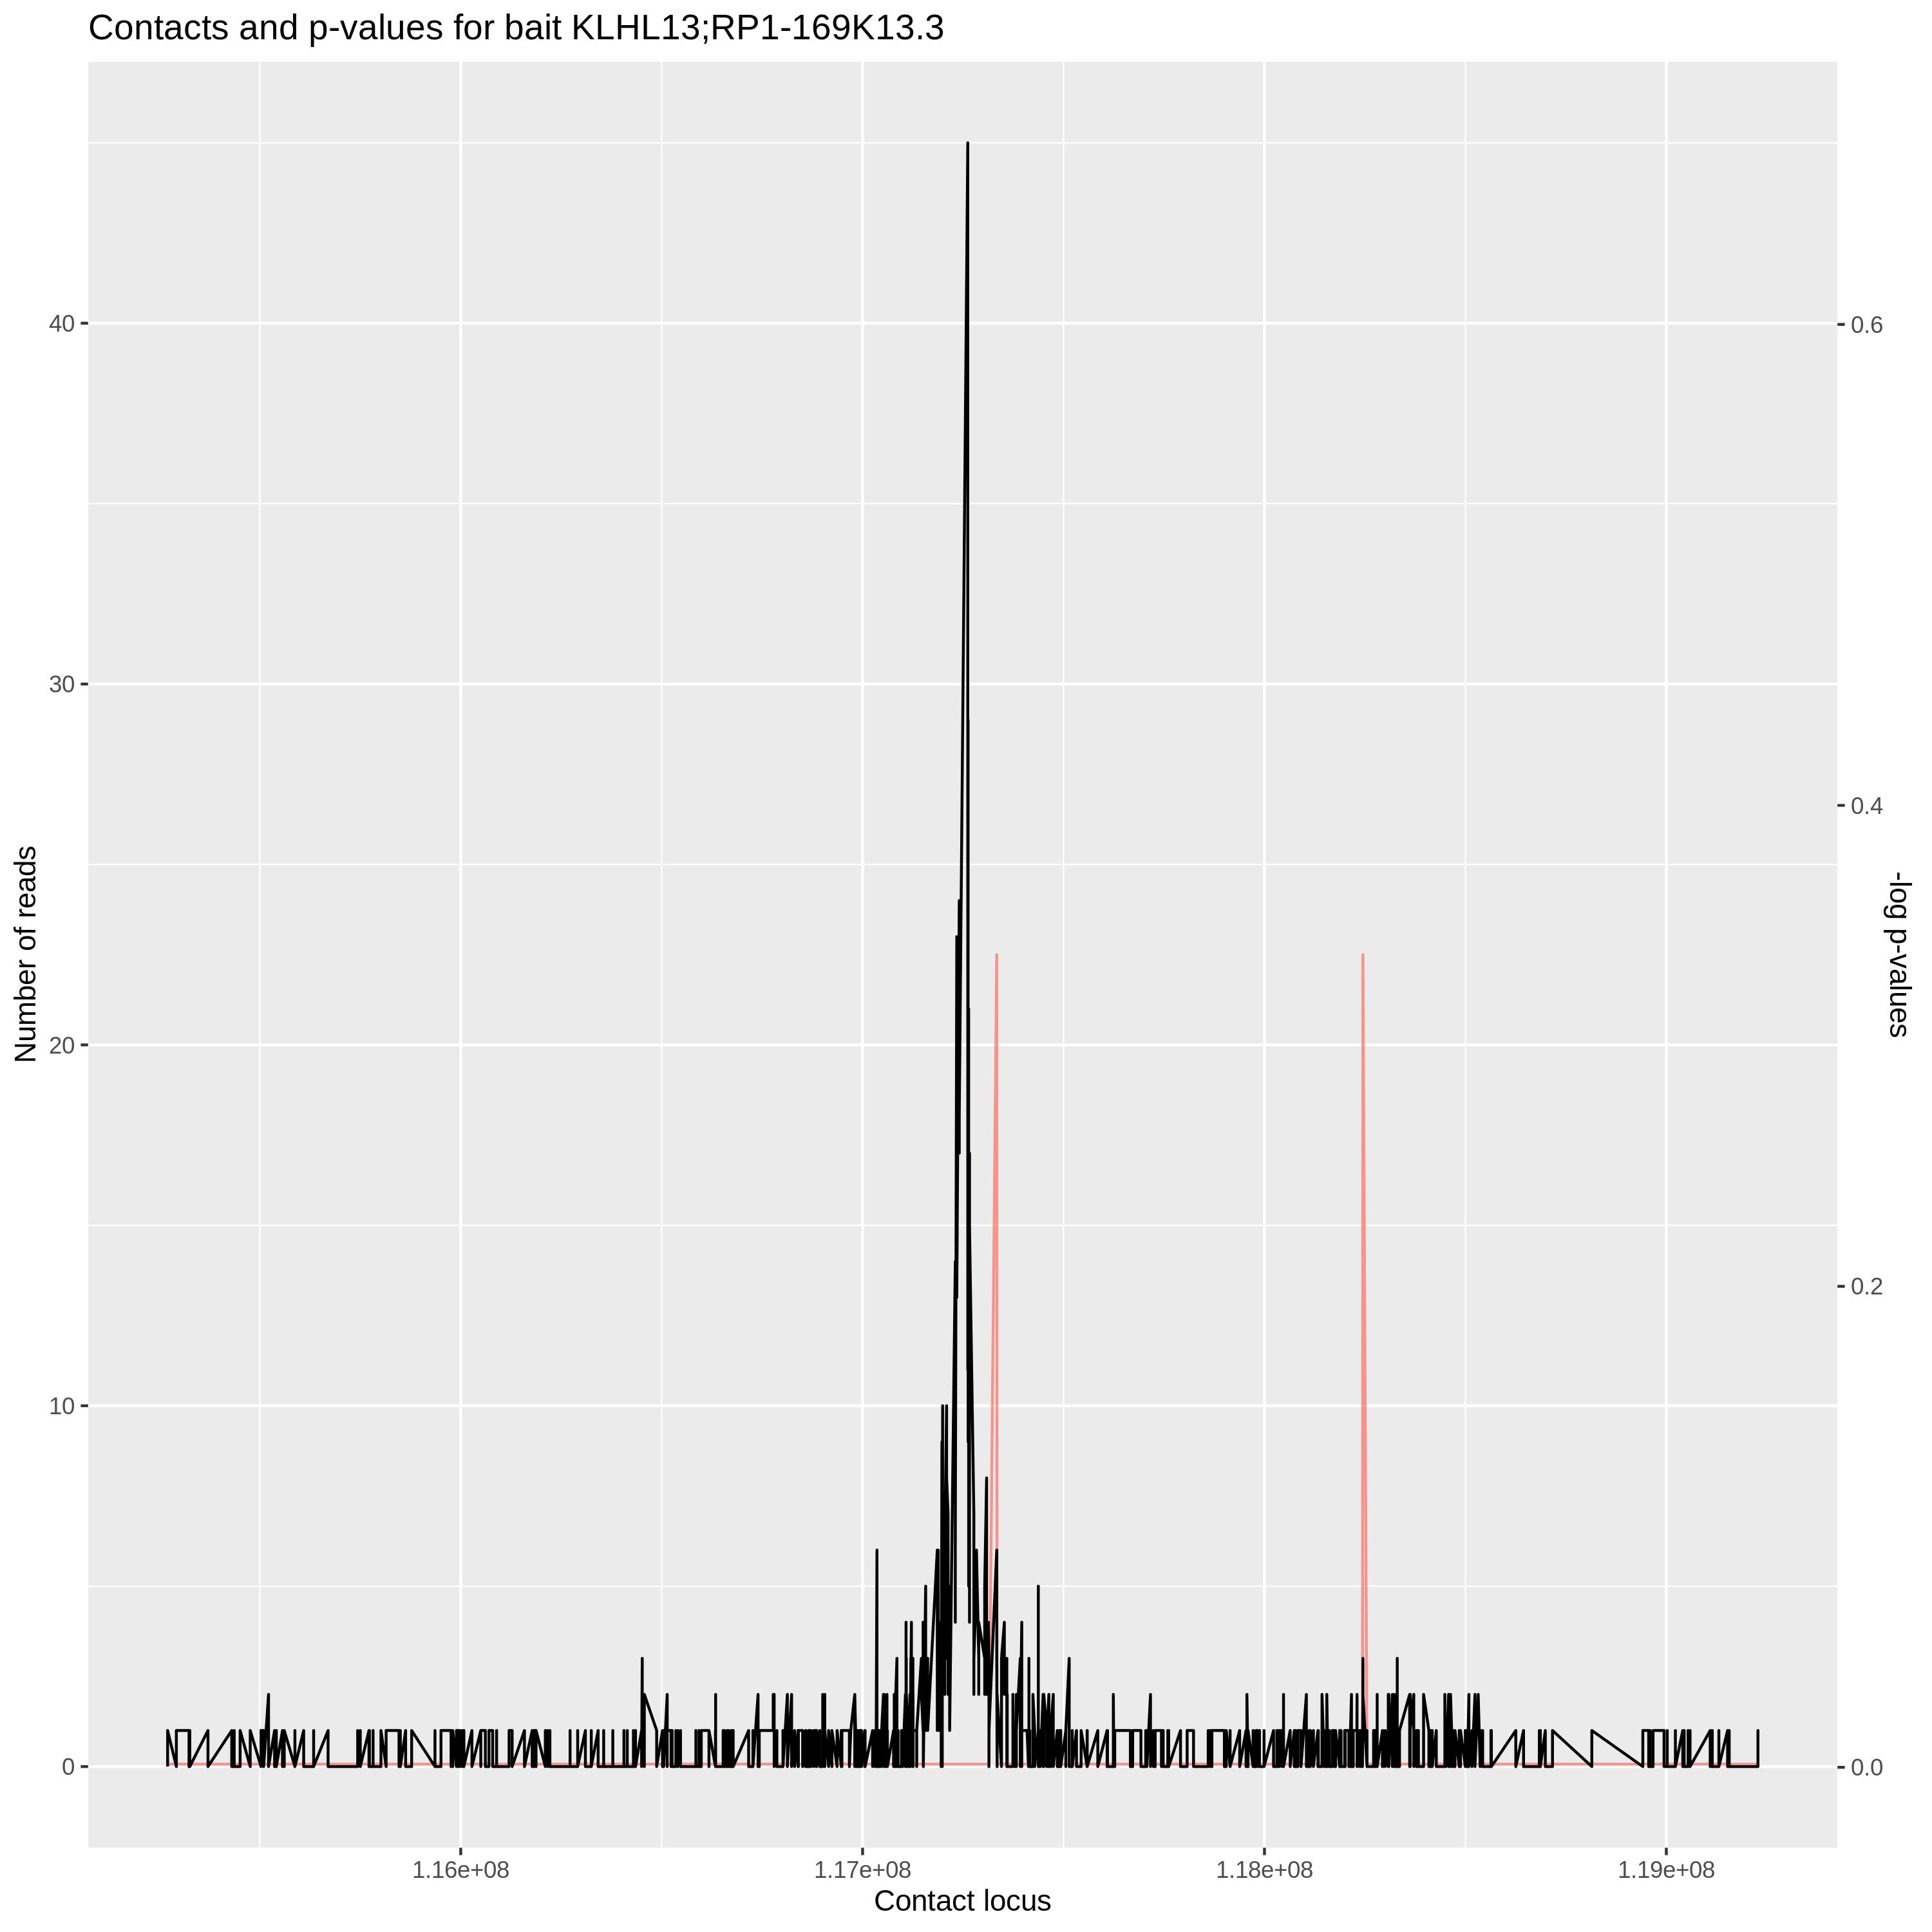 Contacts and p-values for bait KLHL13;RP1-169K13.3
Number of reads
40
30
20
10
0
0.6
0.4
0.2
0.0
-log p-values
1.16e+08
1.17e+08
1.18e+08
1.19e+08
Contact locus